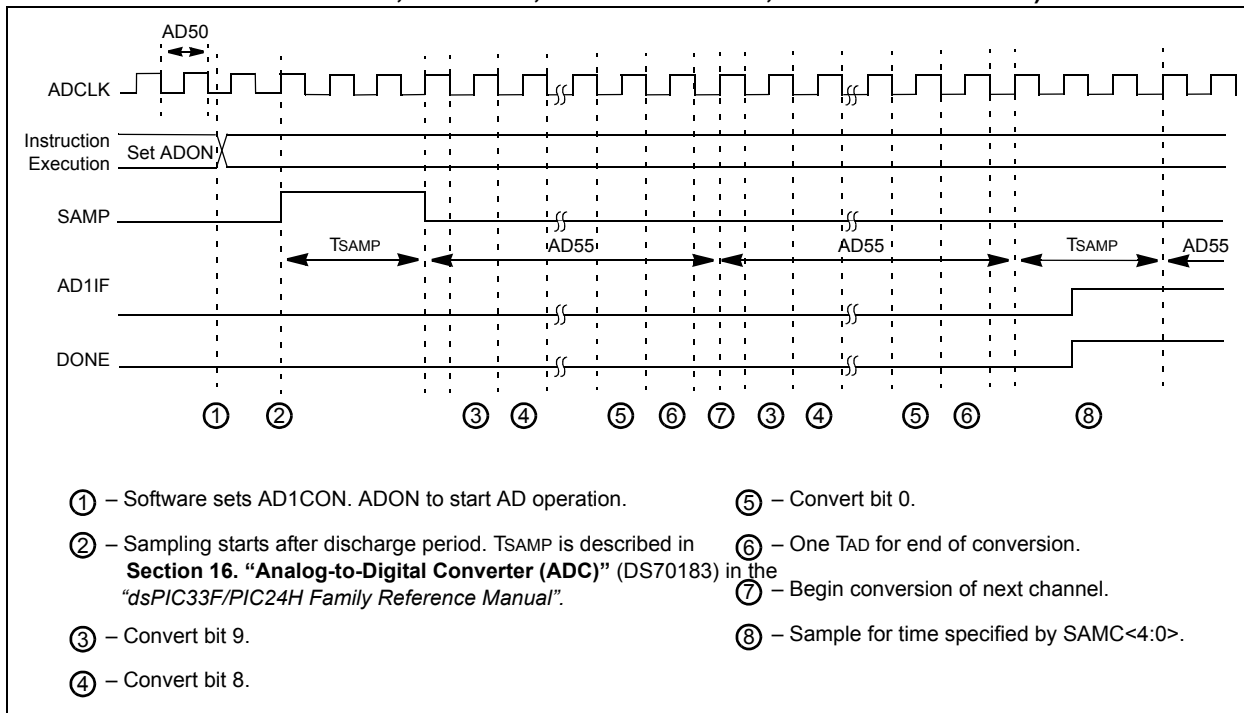 AD50
ADCLK
Instruction
Execution
Set ADON
SAMP
TSAMP
AD55
AD55
TSAMP
AD55
AD1IF
DONE
1 2 3 4 5 6 7 3 4 5 6 8
1 – Software sets AD1CON. ADON to start AD operation.
2 – Sampling starts after discharge period. TSAMP is described in
Section 16. “Analog-to-Digital Converter (ADC)” (DS70183) in the
“dsPIC33F/PIC24H Family Reference Manual”.
3 – Convert bit 9.
4 – Convert bit 8.
5 – Convert bit 0.
6 – One TAD for end of conversion.
7 – Begin conversion of next channel.
8 – Sample for time specified by SAMC<4:0>.